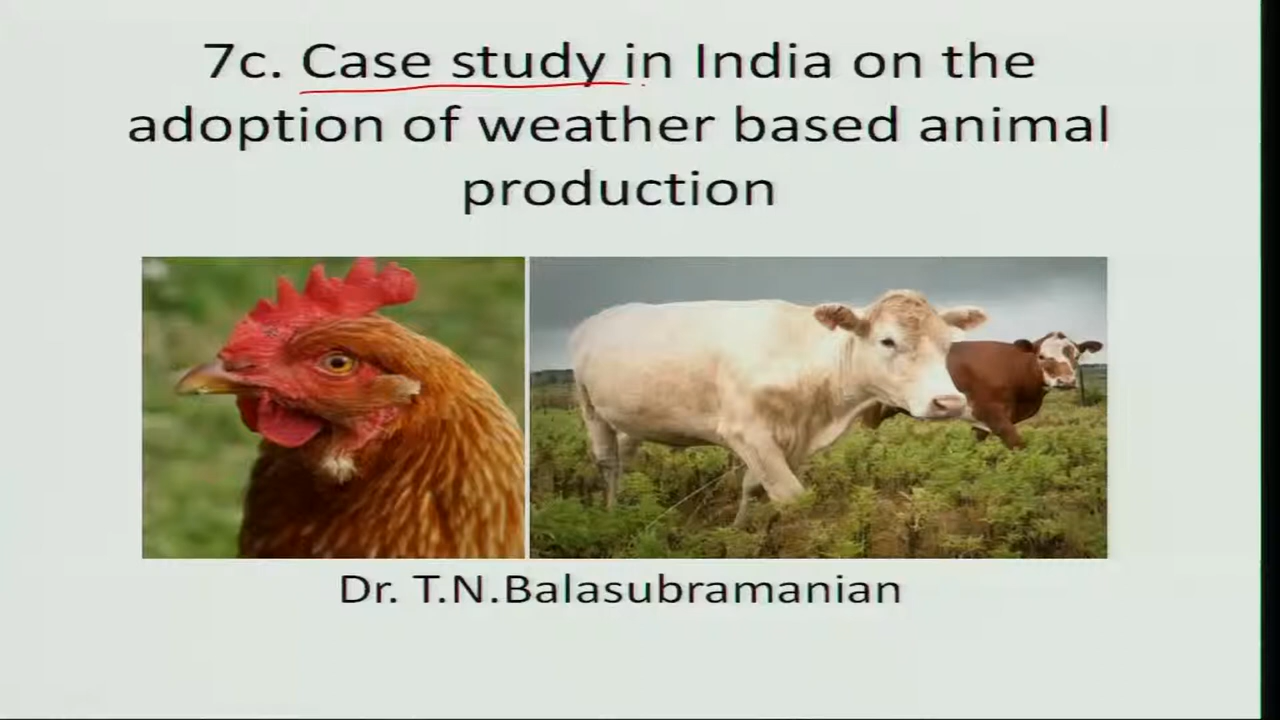 7c. Case study in India on the
adoption of weather based animal
production
Dr. T.N.Balasubramanian